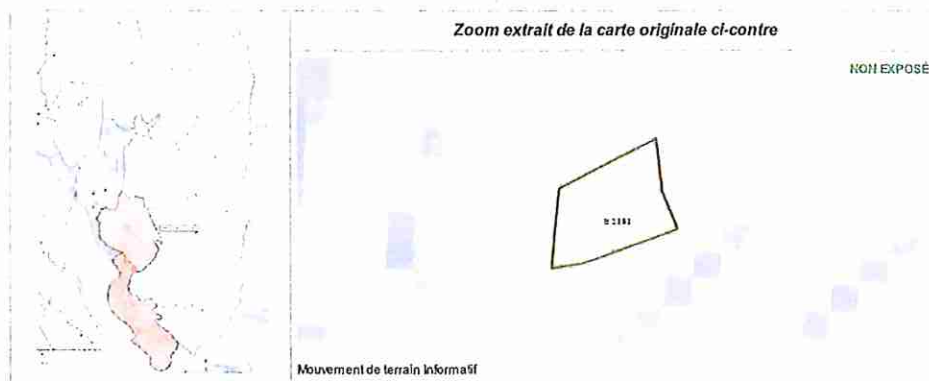 Zoom extrait de la carte originale ci-contre
NON EXPOSÉ
Mouvement de terrain Informatif